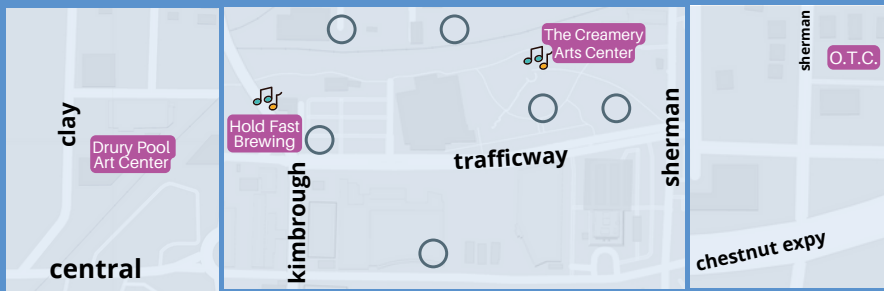 clay
Drury Pool
Art Center
central
Hold Fast
Brewing
kimbrough
The Creamery
Arts Center
trafficway
sherman
sherman
O.T.C.
chestnut expy